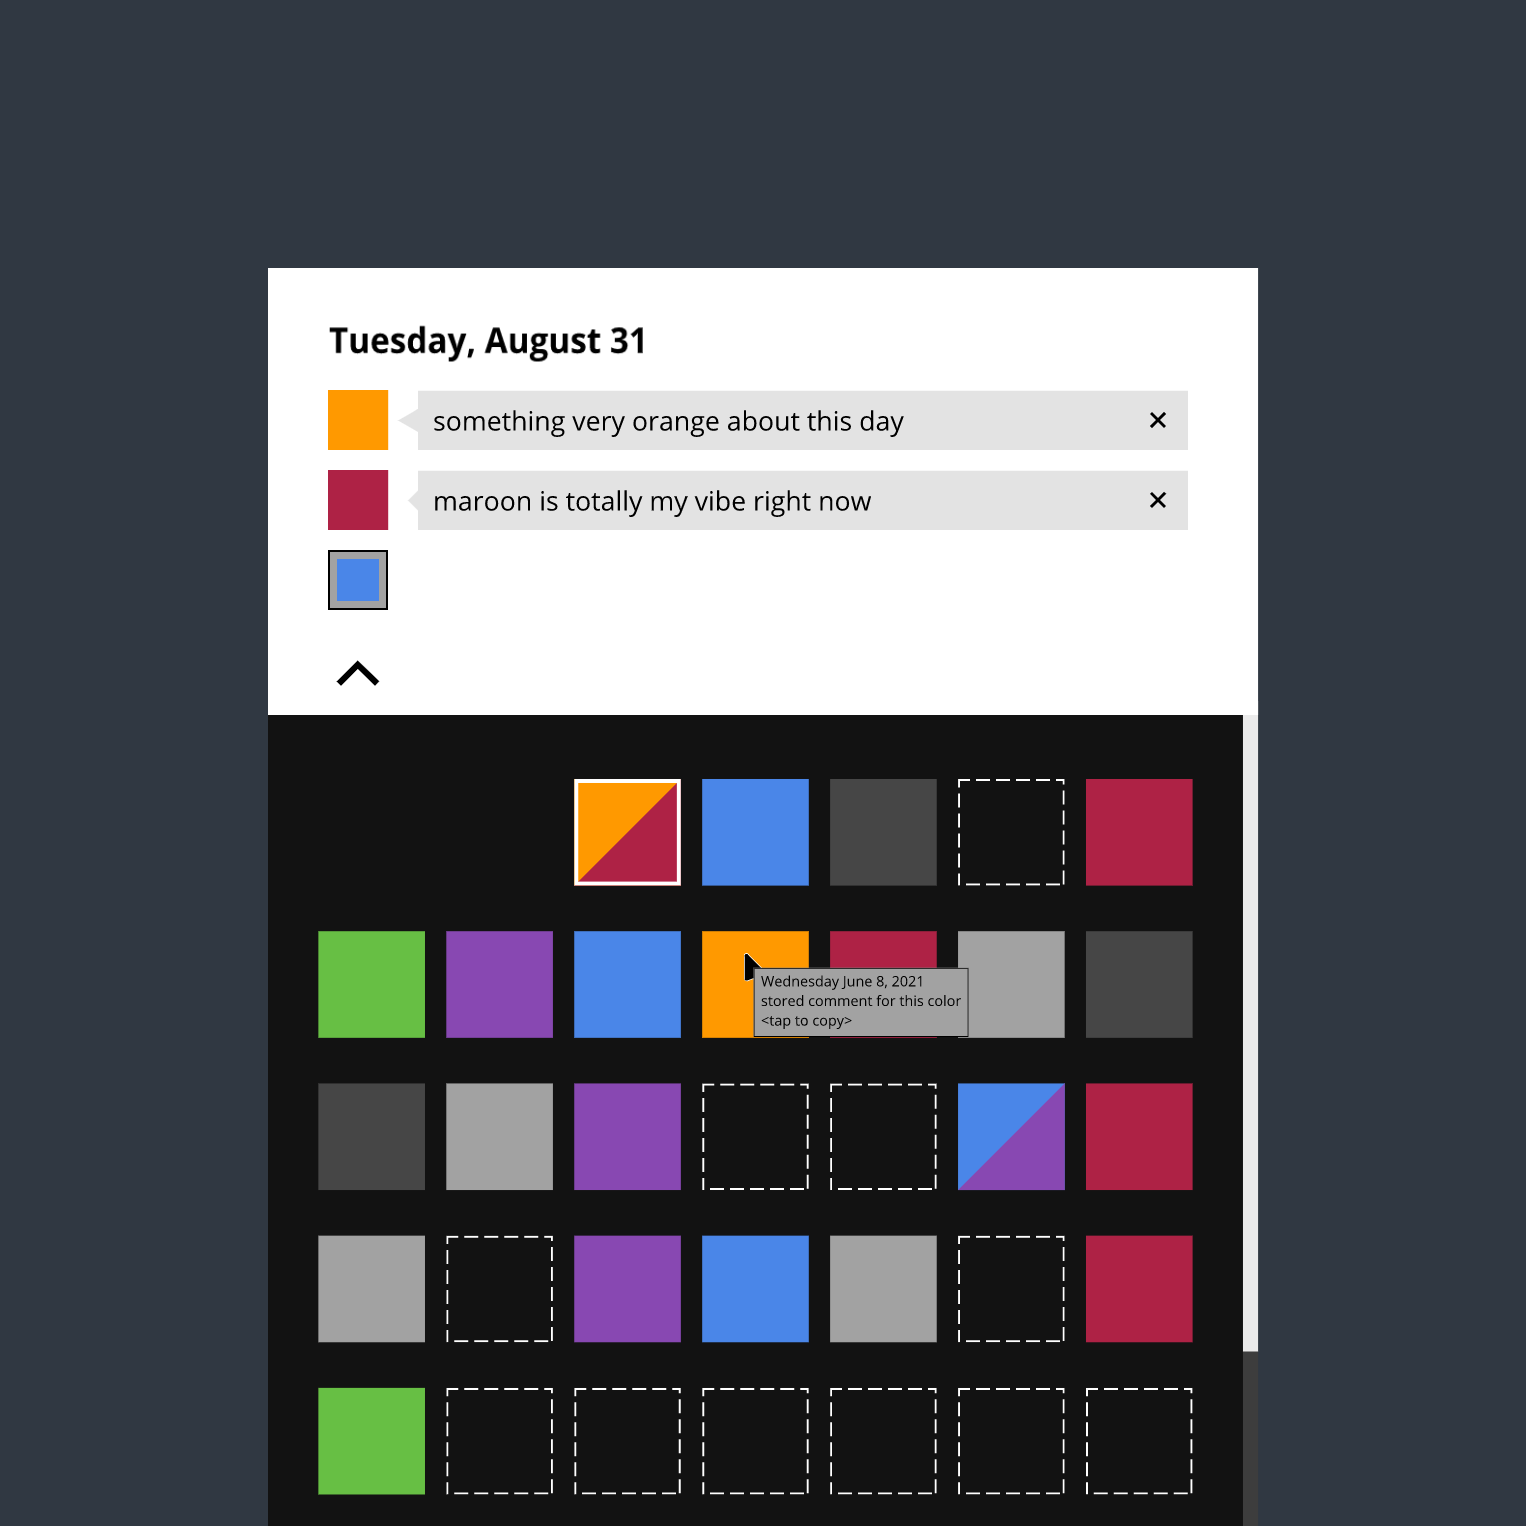 Tuesday, August 31
something very orange about this day
maroon is totally my vibe right now
Wednesday June 8, 2021
stored comment for this color
<tap to copy>